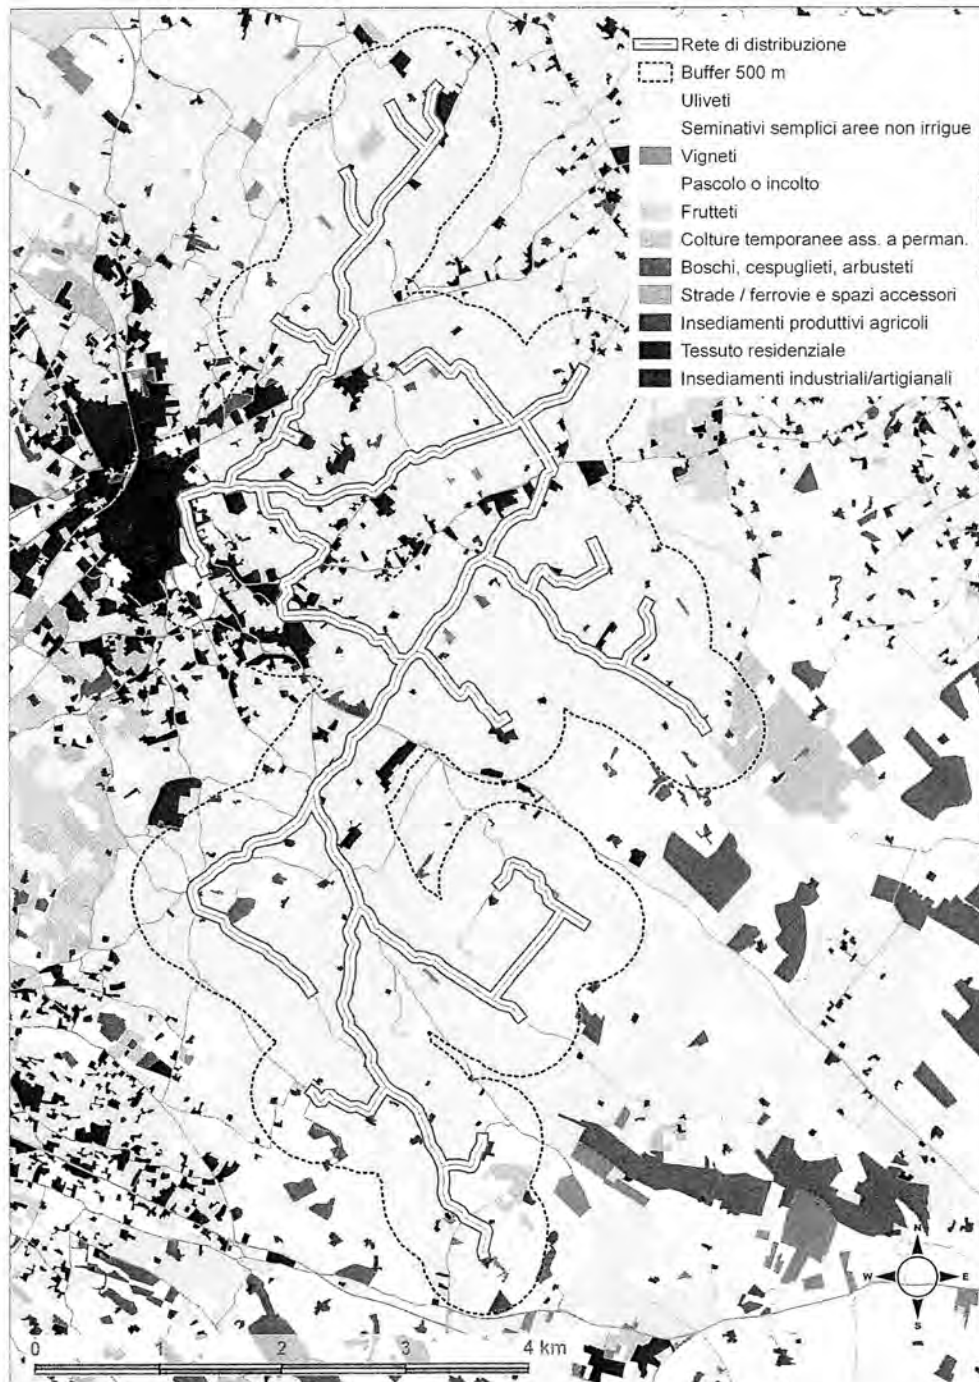 Rete di distribuzione
Buffer 500 m
Uliveti
Seminativi semplici aree non irrigue
Vigneti
Pascolo o incolto
Frutteti
Colture temporanee ass. a perman.
Boschi, cespuglieti, arbusteti
Strade / ferrovie e spazi accessori
Insediamenti produttivi agricoli
Tessuto residenziale
Insediamenti industriali/artigianali
N
W E
S
0 1 2 3 4 km